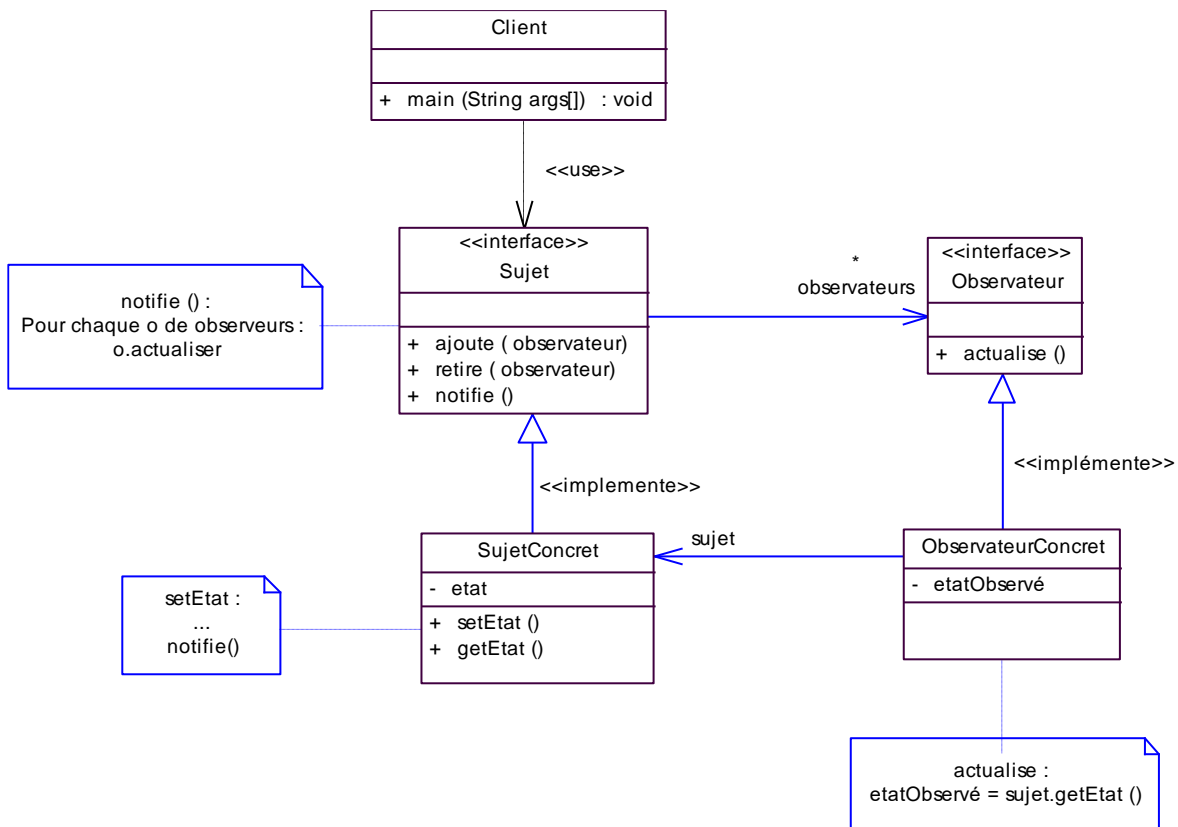 Client
+ main (String args[]) : void
<<use>>
<<interface>>
Sujet
+ ajoute ( observateur)
+ retire ( observateur)
+ notifie ()
notifie () :
Pour chaque o de observeurs :
o.actualiser
*
observateurs
<<interface>>
Observateur
+ actualise ()
<<implemente>>
<<implémente>>
SujetConcret
- etat
+ setEtat ()
+ getEtat ()
setEtat :
...
notifie()
sujet
ObservateurConcret
- etatObservé
actualise :
etatObservé = sujet.getEtat ()